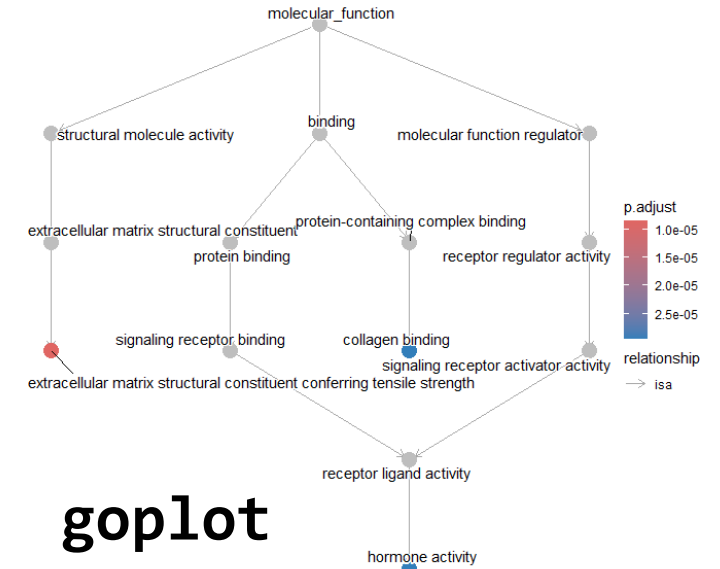 molecular_function
binding
structural molecule activity
molecular function regulator
p.adjust
1.0e-05
1.5e-05
2.0e-05
2.5e-05
extracellular matrix structural constituent
protein-containing complex binding
protein binding
receptor regulator activity
signaling receptor binding
collagen binding
signaling receptor activator activity
relationship
isa
extracellular matrix structural constituent conferring tensile strength
receptor ligand activity
goplot
hormone activity